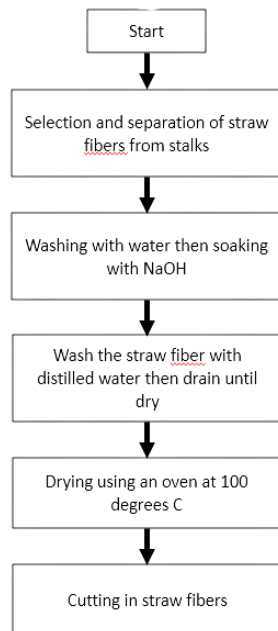 Start
Selection and separation of straw
fibers from stalks
Washing with water then soaking
with NaOH
Wash the straw fiber with
distilled water then drain until
dry
Drying using an oven at 100
degrees C
Cutting in straw fibers